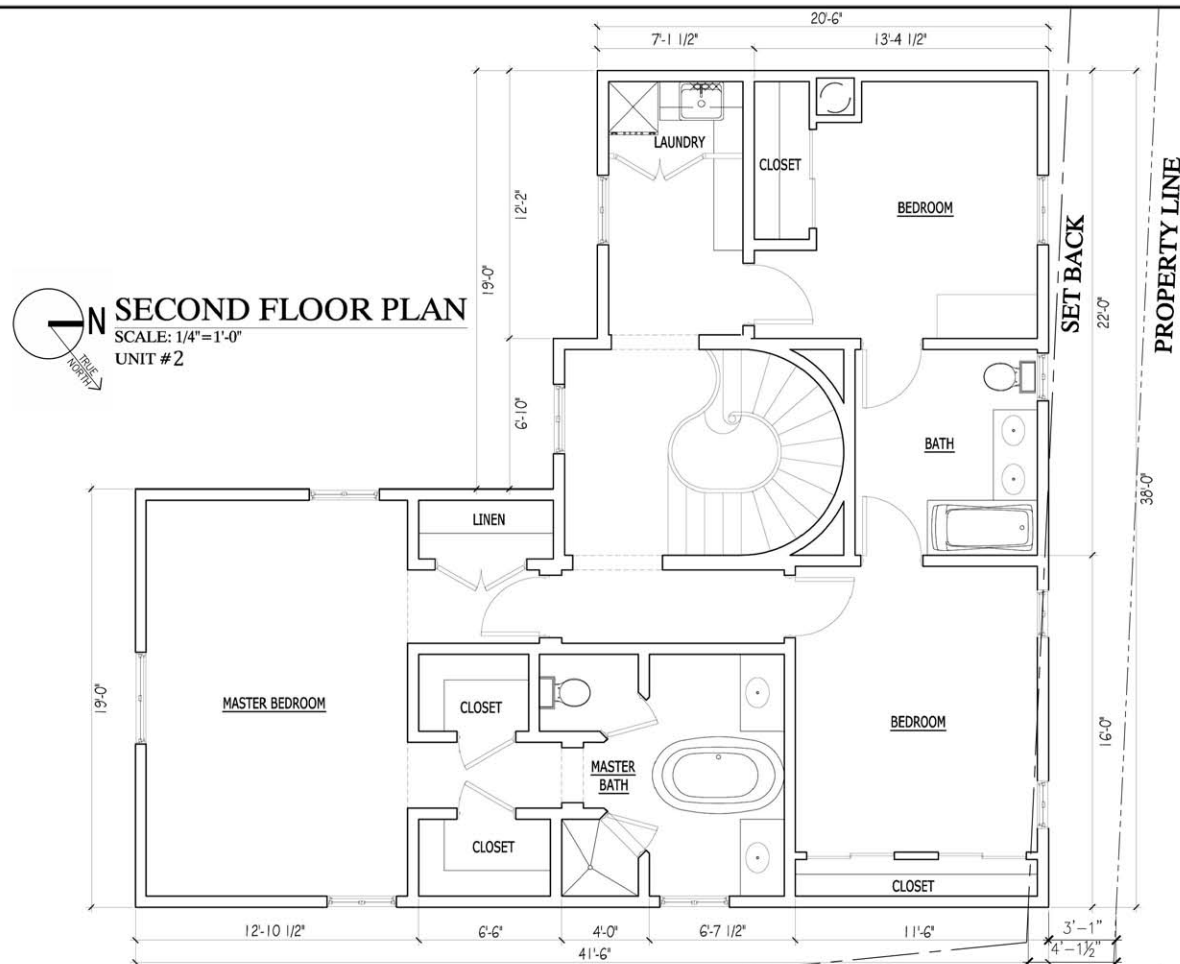 20'-6"
7'-1 1/2"
13'-4 1/2"
LAUNDRY
CLOSET
BEDROOM
12'-2"
19'-0"
SET BACK
PROPERTY LINE
22'-0"
N
SECOND FLOOR PLAN
SCALE: 1/4"=1'-0"
UNIT #2
TRUE
NORTH
6'-10"
BATH
38'-0"
LINEN
19'-0"
MASTER BEDROOM
CLOSET
MASTER
BATH
BEDROOM
16'-0"
CLOSET
CLOSET
12'-10 1/2"
6'-6"
4'-0"
6'-7 1/2"
11'-6"
3'-1"
41'-6"
4'-1½"